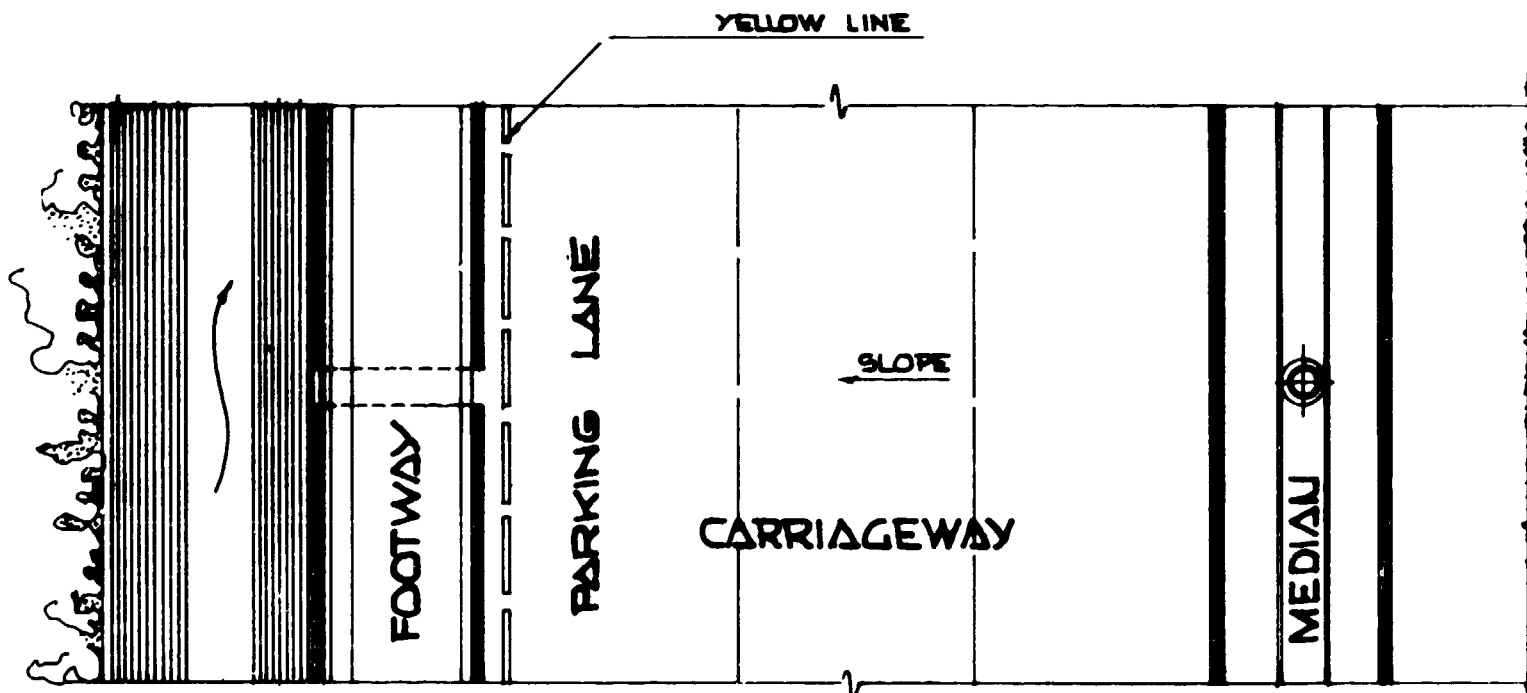 YELLOW LINE
FOOTWAY
PARKING LANE
CARRIAGEWAY
SLOPE
MEDIAN